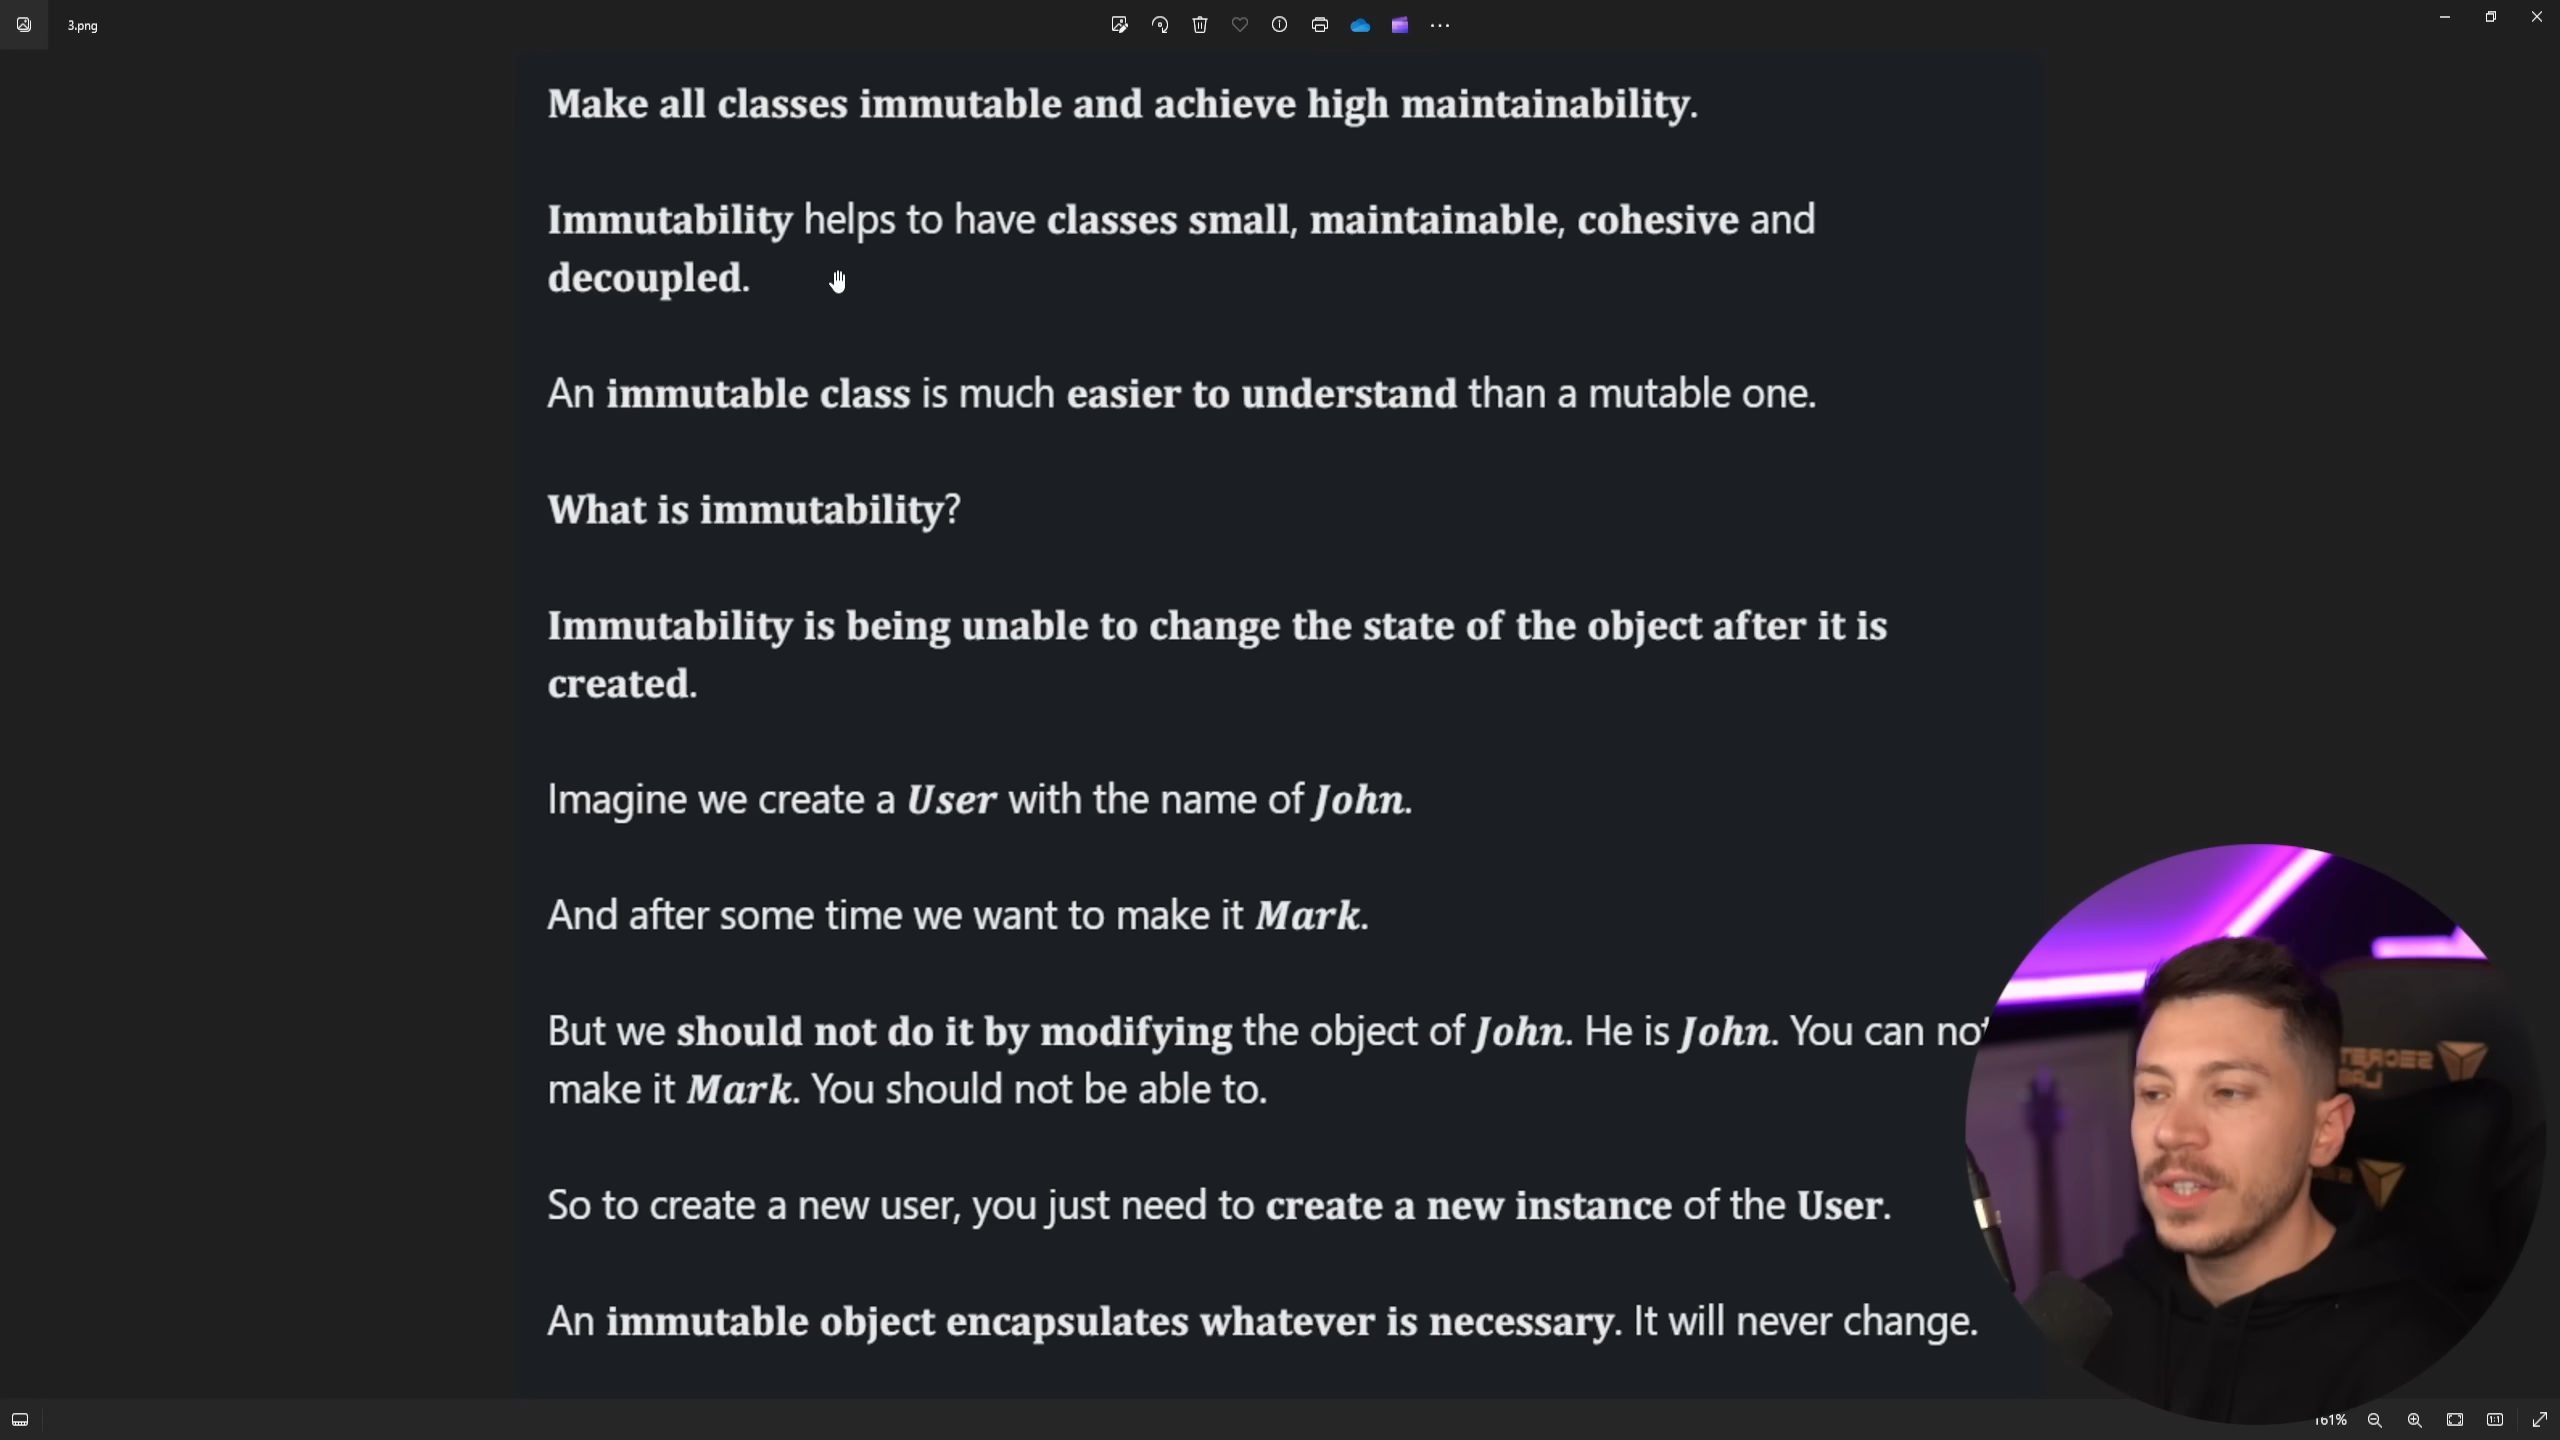 3.png
Make all classes immutable and achieve high maintainability.
Immutability helps to have classes small, maintainable, cohesive and
decoupled.
An immutable class is much easier to understand than a mutable one.
What is immutability?
Immutability is being unable to change the state of the object after it is
created.
Imagine we create a User with the name of John.
And after some time we want to make it Mark.
But we should not do it by modifying the object of John. He is John. You can not
make it Mark. You should not be able to.
So to create a new user, you just need to create a new instance of the User.
An immutable object encapsulates whatever is necessary. It will never change.
SECRET
LAB
161%